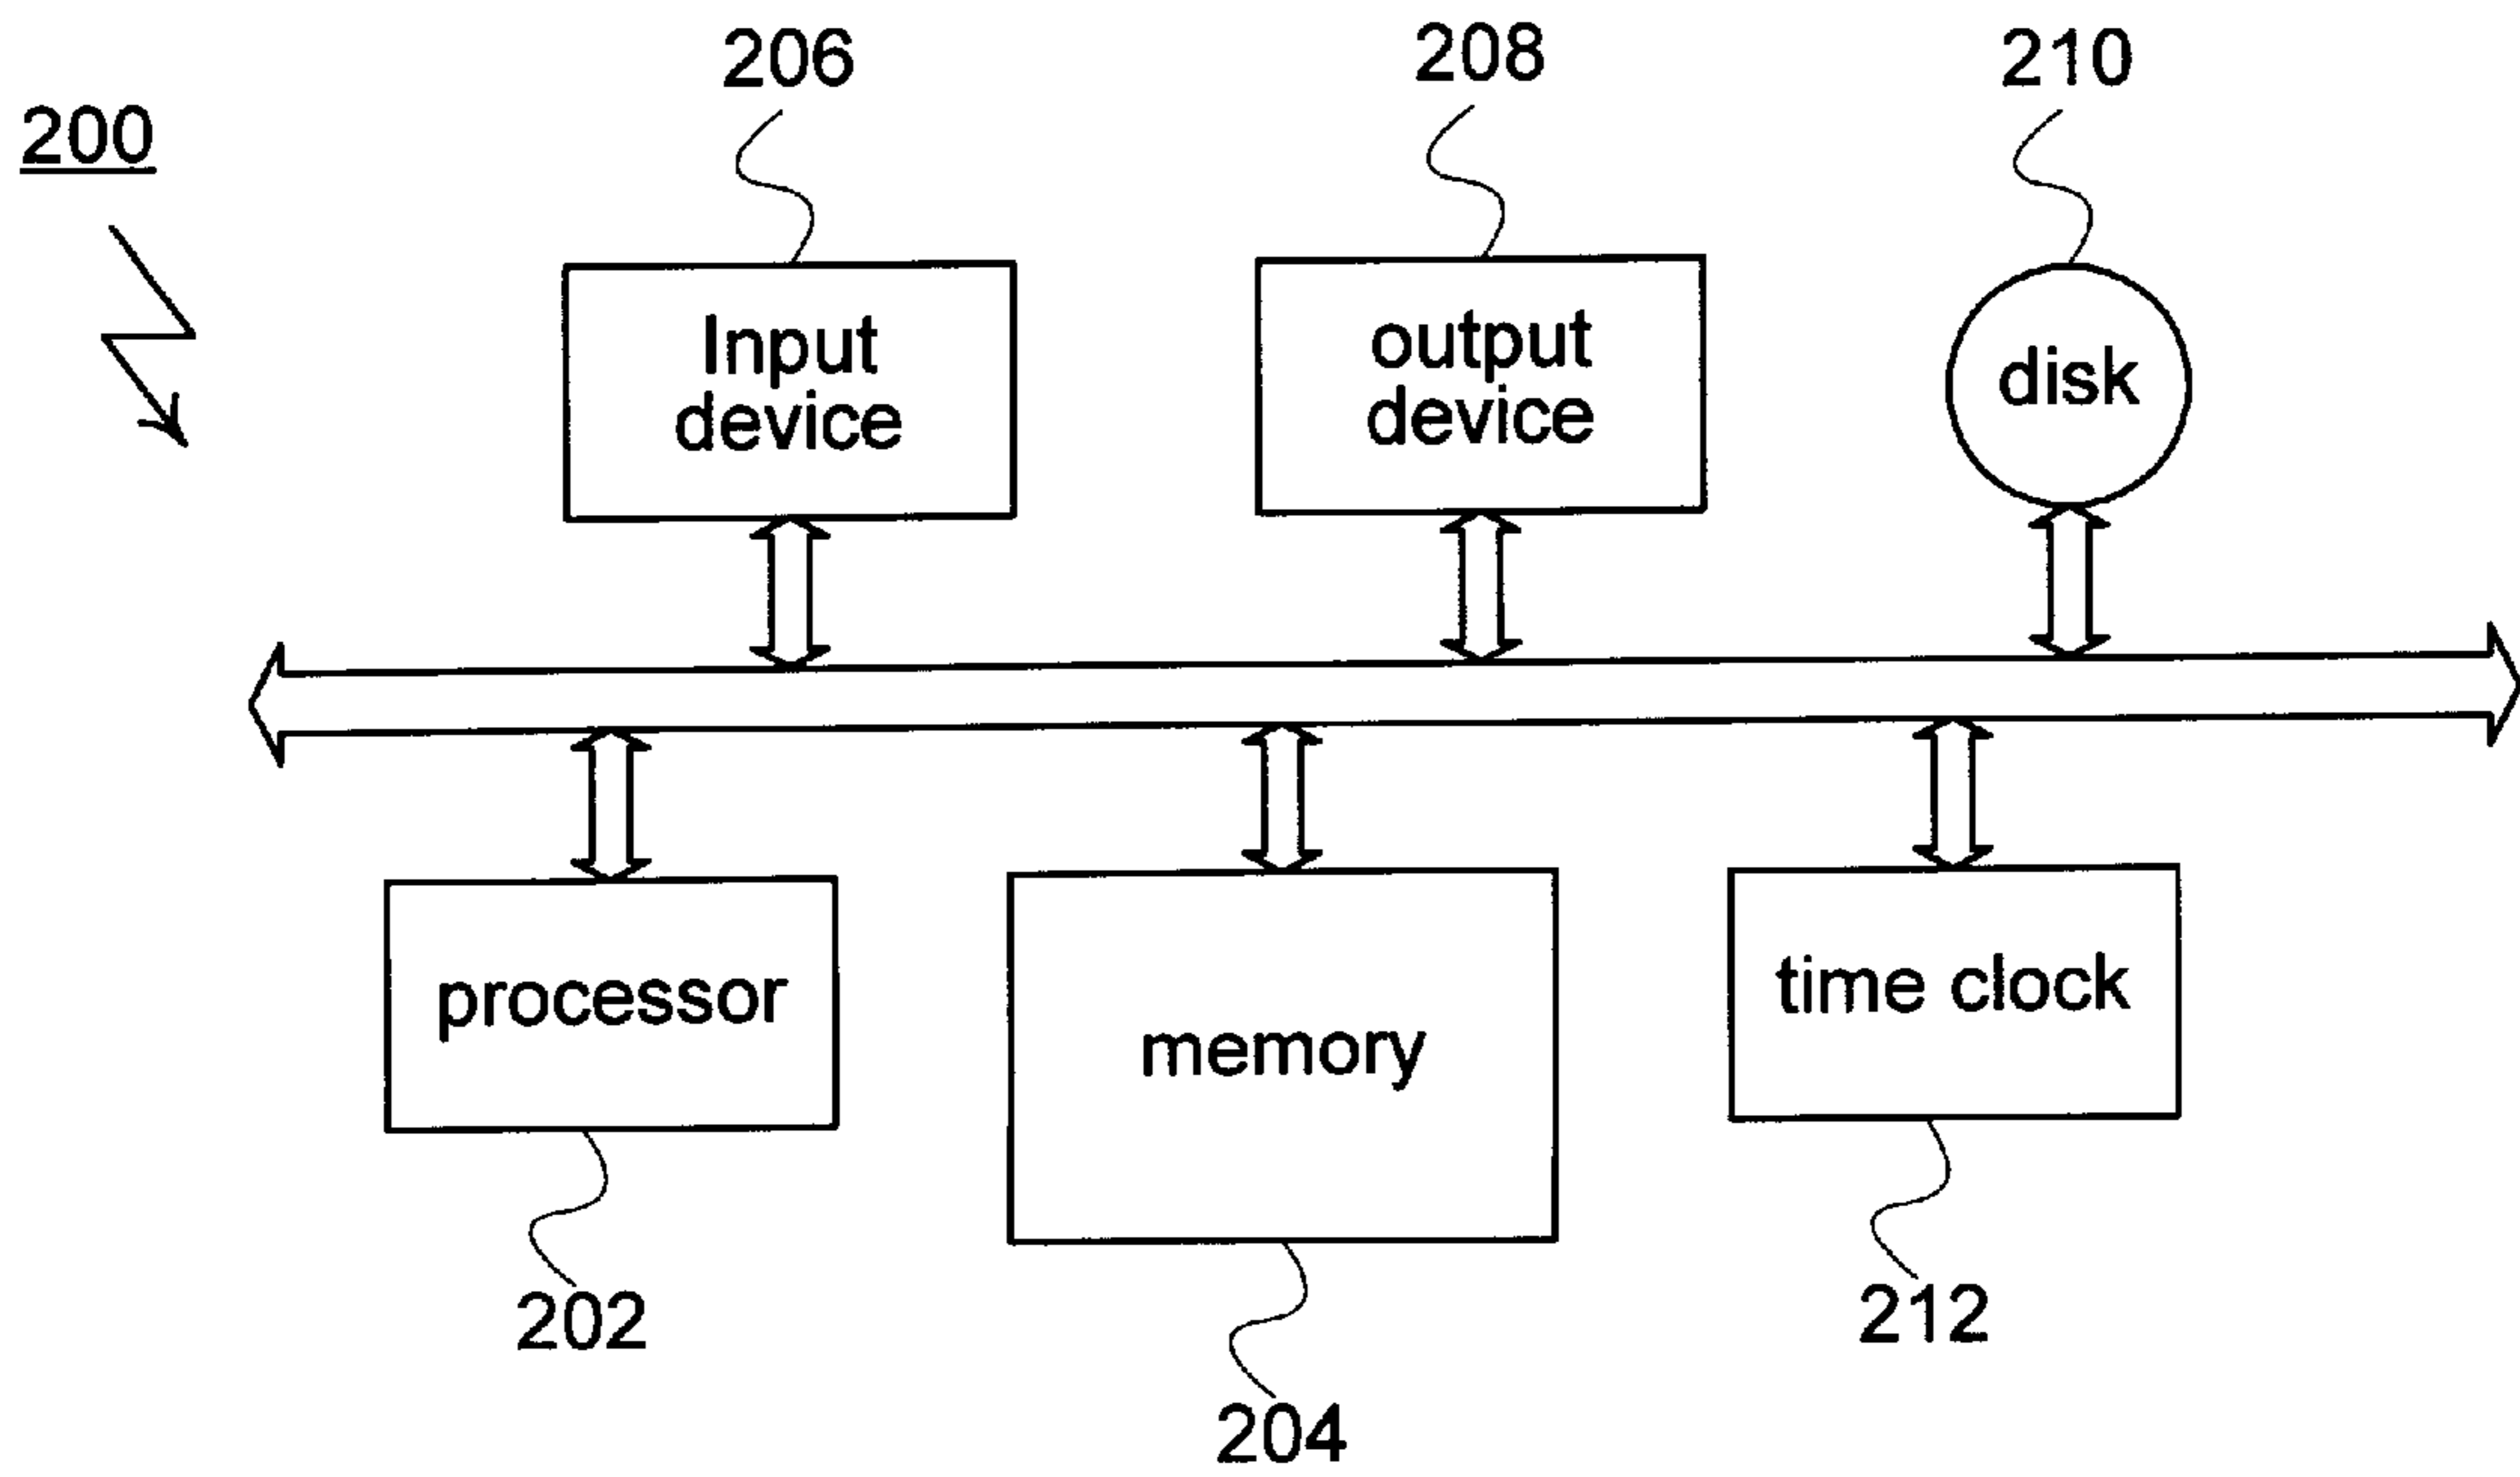 206
208
210
200
Input
device
output
device
disk
processor
memory
time clock
202
204
212